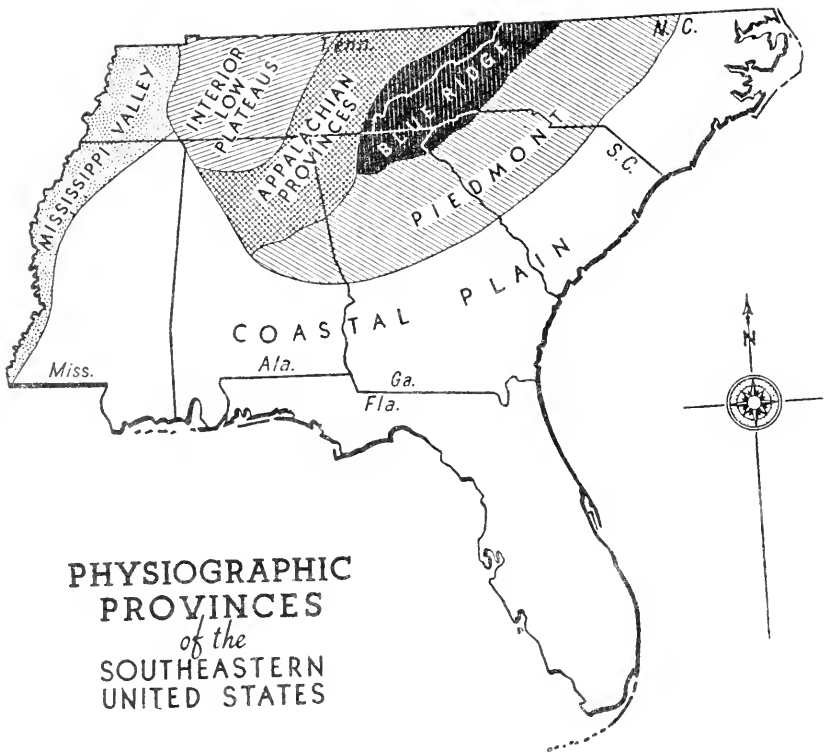 Tenn.
N. C.
MISSISSIPPI VALLEY
INTERIOR
LOW
PLATEAUS
APPALACHIAN
PROVINCES
BLUE RIDGE
PIEDMONT
S.C.
COASTAL PLAIN
Miss.
Ala.
Ga.
Fla.
N
PHYSIOGRAPHIC
PROVINCES
of the
SOUTHEASTERN
UNITED STATES